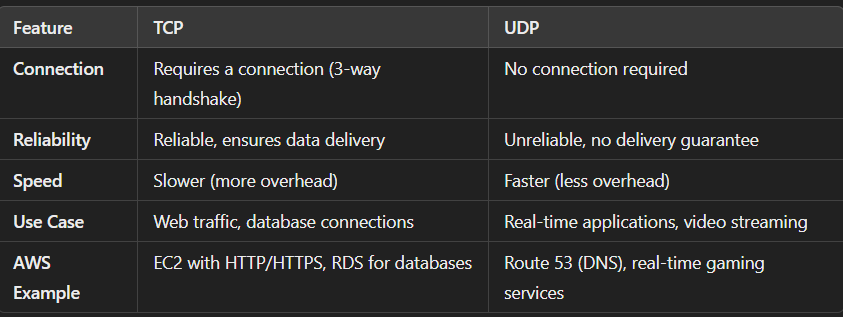 Feature TCP UDP
Connection Requires a connection (3-way No connection required
handshake)
Reliability Reliable, ensures data delivery Unreliable, no delivery guarantee
Speed Slower (more overhead) Faster (less overhead)
Use Case Web traffic, database connections Real-time applications, video streaming
AWS EC2 with HTTP/HTTPS, RDS for databases Route 53 (DNS), real-time gaming
Example services